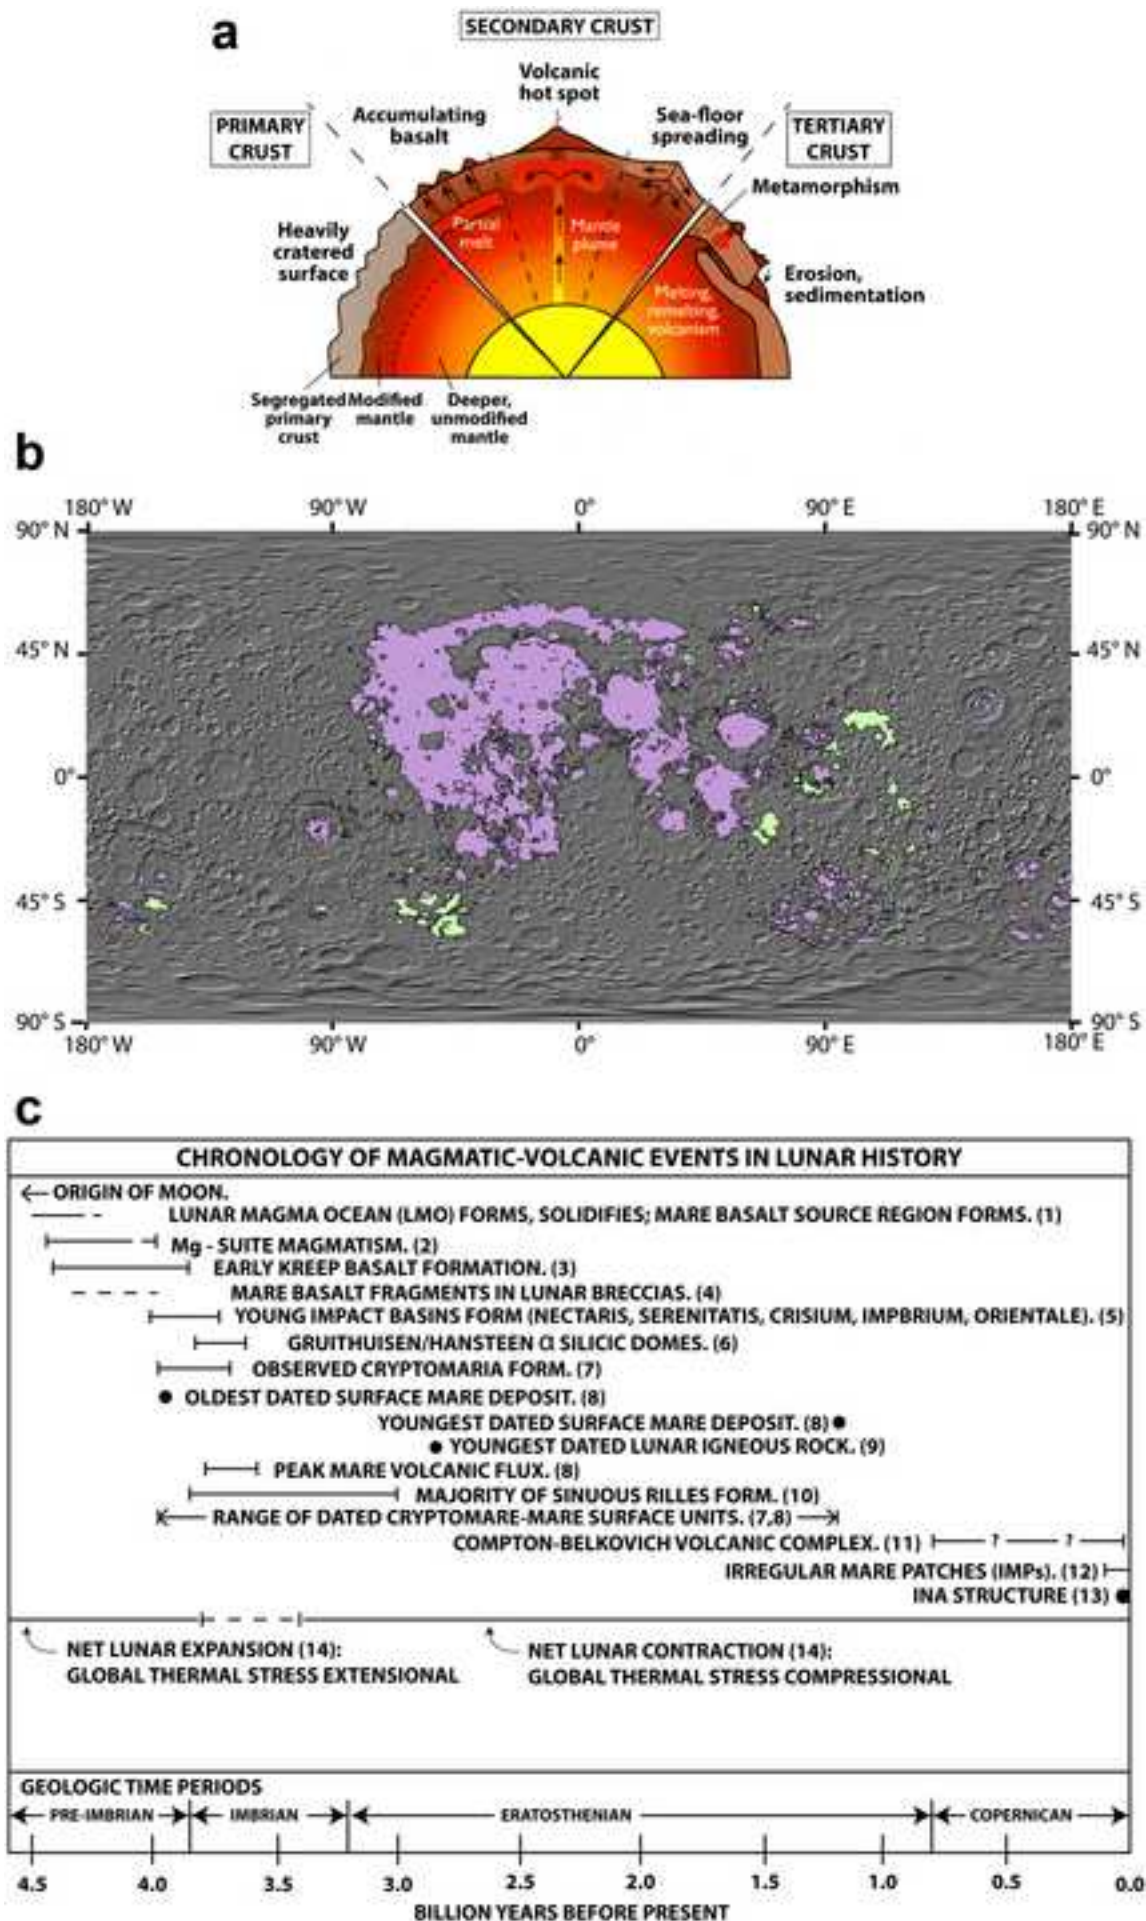 a
SECONDARY CRUST
Volcanic
hot spot
Accumulating
basalt
Sea-floor
spreading
PRIMARY
CRUST
TERTIARY
CRUST
Metamorphism
Heavily
cratered
surface
Partial
melt
Mantle
plume
Erosion,
sedimentation
Melting,
remelting,
volcanism
Segregated
primary
crust
Modified
mantle
Deeper,
unmodified
mantle
b
180° W 90° W 0° 90° E 180° E
90° N 90° N
45° N 45° N
0° 0°
45° S 45° S
90° S 90° S
180° W 90° W 0° 90° E 180° E
c
CHRONOLOGY OF MAGMATIC-VOLCANIC EVENTS IN LUNAR HISTORY
ORIGIN OF MOON.
LUNAR MAGMA OCEAN (LMO) FORMS, SOLIDIFIES; MARE BASALT SOURCE REGION FORMS. (1)
Mg - SUITE MAGMATISM. (2)
EARLY KREEP BASALT FORMATION. (3)
MARE BASALT FRAGMENTS IN LUNAR BRECCIAS. (4)
YOUNG IMPACT BASINS FORM (NECTARIS, SERENITATIS, CRISIUM, IMPBRIUM, ORIENTALE). (5)
GRUITHUISEN/HANSTEEN α SILICIC DOMES. (6)
OBSERVED CRYPTOMARIA FORM. (7)
OLDEST DATED SURFACE MARE DEPOSIT. (8)
YOUNGEST DATED SURFACE MARE DEPOSIT. (8)
YOUNGEST DATED LUNAR IGNEOUS ROCK. (9)
PEAK MARE VOLCANIC FLUX. (8)
MAJORITY OF SINUOUS RILLES FORM. (10)
RANGE OF DATED CRYPTOMARE-MARE SURFACE UNITS. (7,8)
COMPTON-BELKOVICH VOLCANIC COMPLEX. (11) ? ?
IRREGULAR MARE PATCHES (IMPs). (12)
INA STRUCTURE (13)
NET LUNAR EXPANSION (14):
GLOBAL THERMAL STRESS EXTENSIONAL
NET LUNAR CONTRACTION (14):
GLOBAL THERMAL STRESS COMPRESSIONAL
GEOLOGIC TIME PERIODS
PRE-IMBRIAN IMBRIAN ERATOSTHENIAN COPERNICAN
4.5 4.0 3.5 3.0 2.5 2.0 1.5 1.0 0.5 0.0
BILLION YEARS BEFORE PRESENT